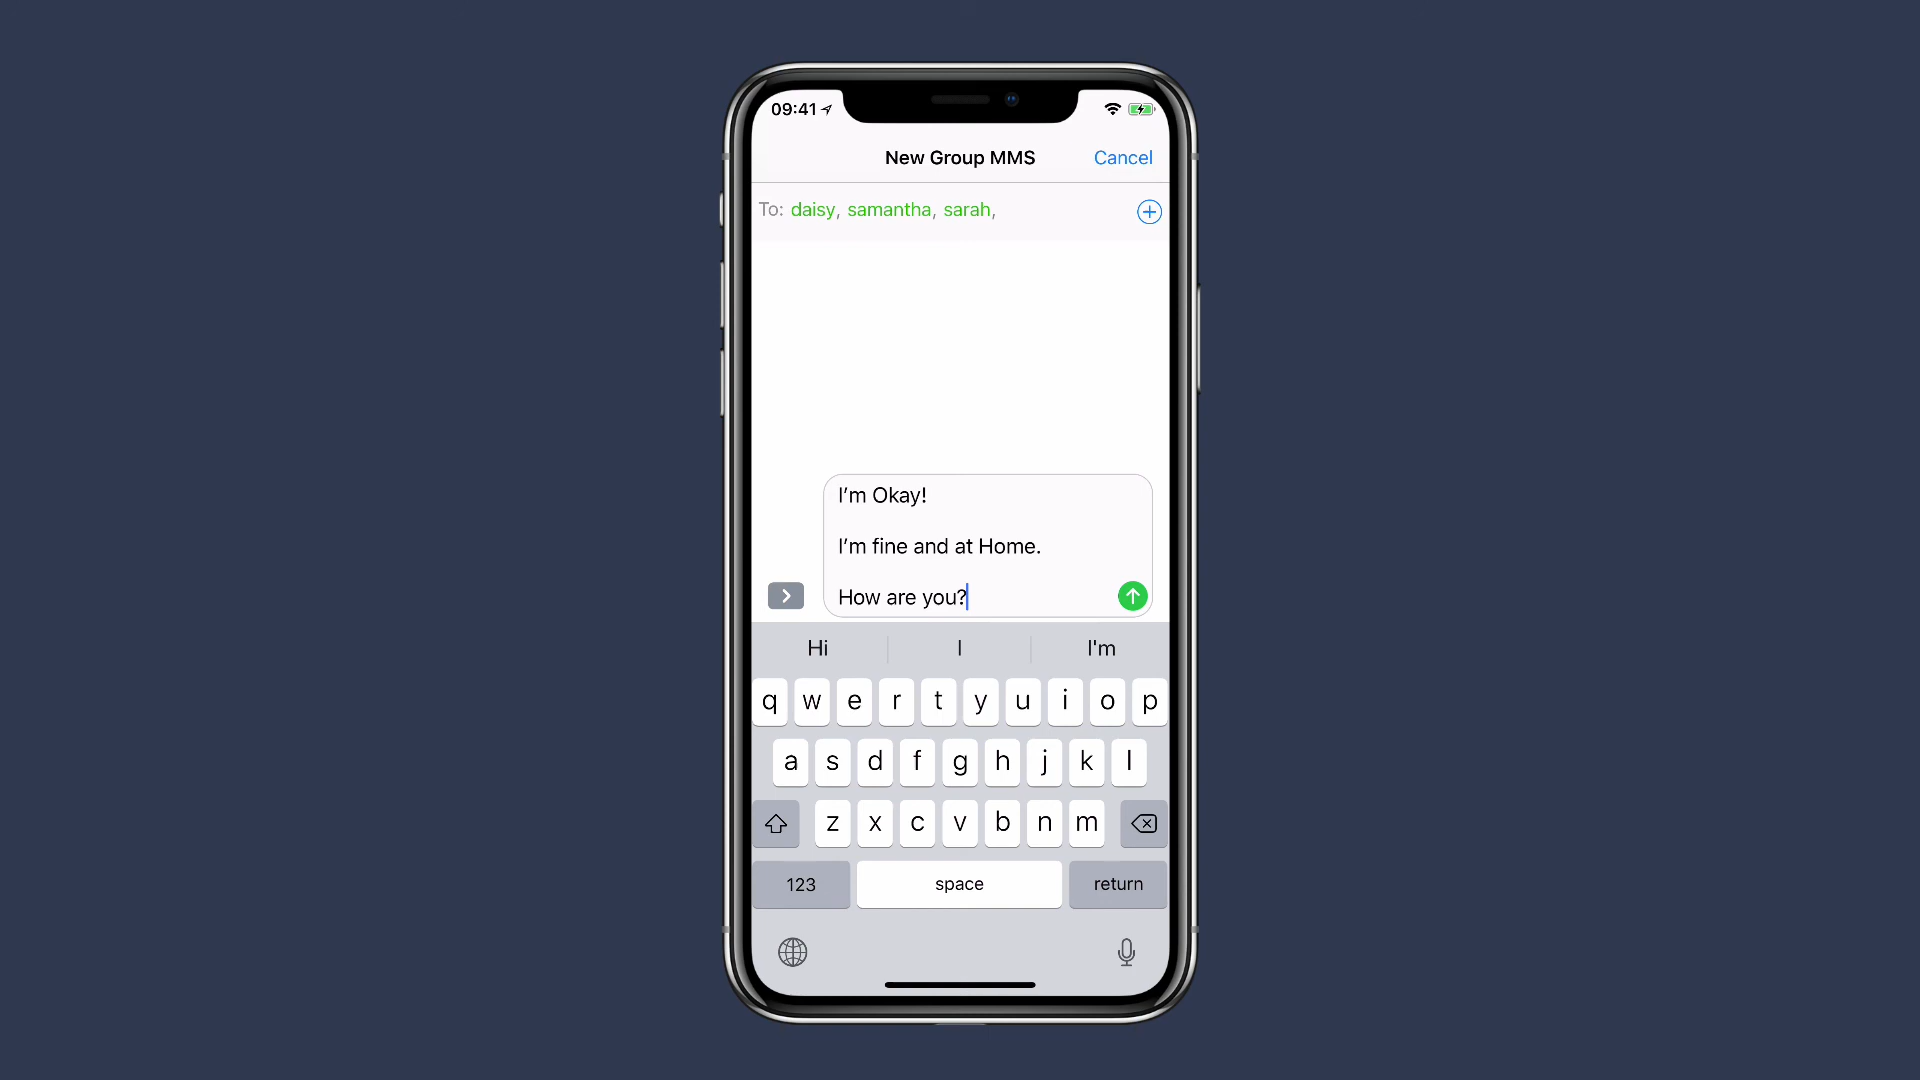 09:41
New Group MMS Cancel
To: daisy, samantha, sarah,
I’m Okay!
I’m fine and at Home.
How are you?
Hi I I'm
q w e r t y u i o p
a s d f g h j k l
z x c v b n m
123 space return